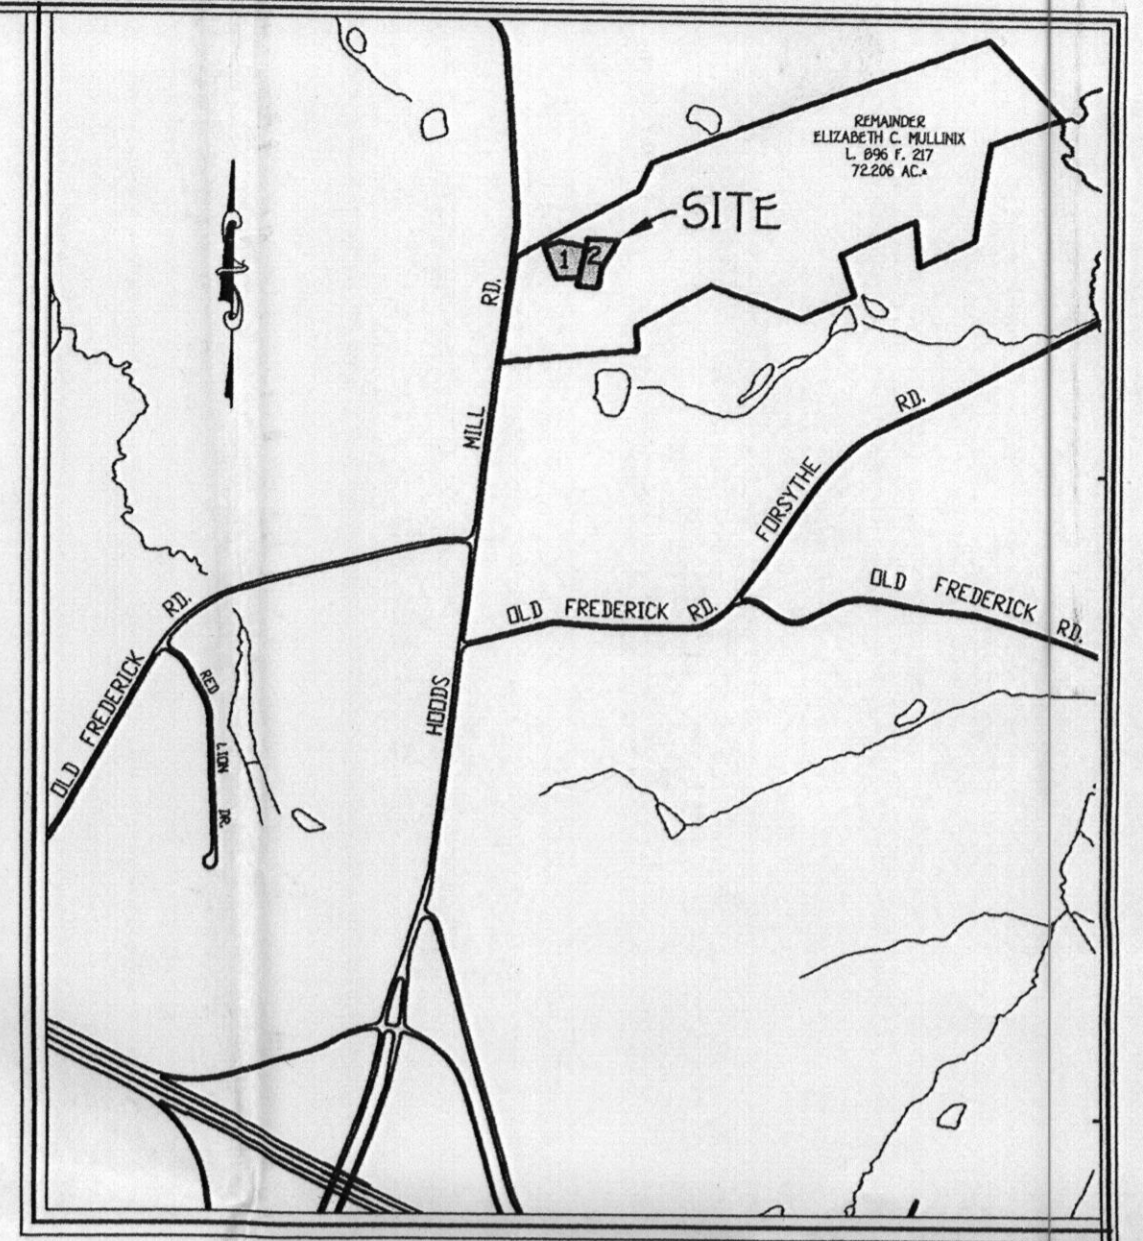 REMAINDER
ELIZABETH C. MULLINIX
L. 896 F. 217
72.206 AC.±
SITE
1 2
HOODS MILL RD.
FORSYTHE RD.
OLD FREDERICK RD.
OLD FREDERICK RD.
OLD FREDERICK RD.
RED LION DR.